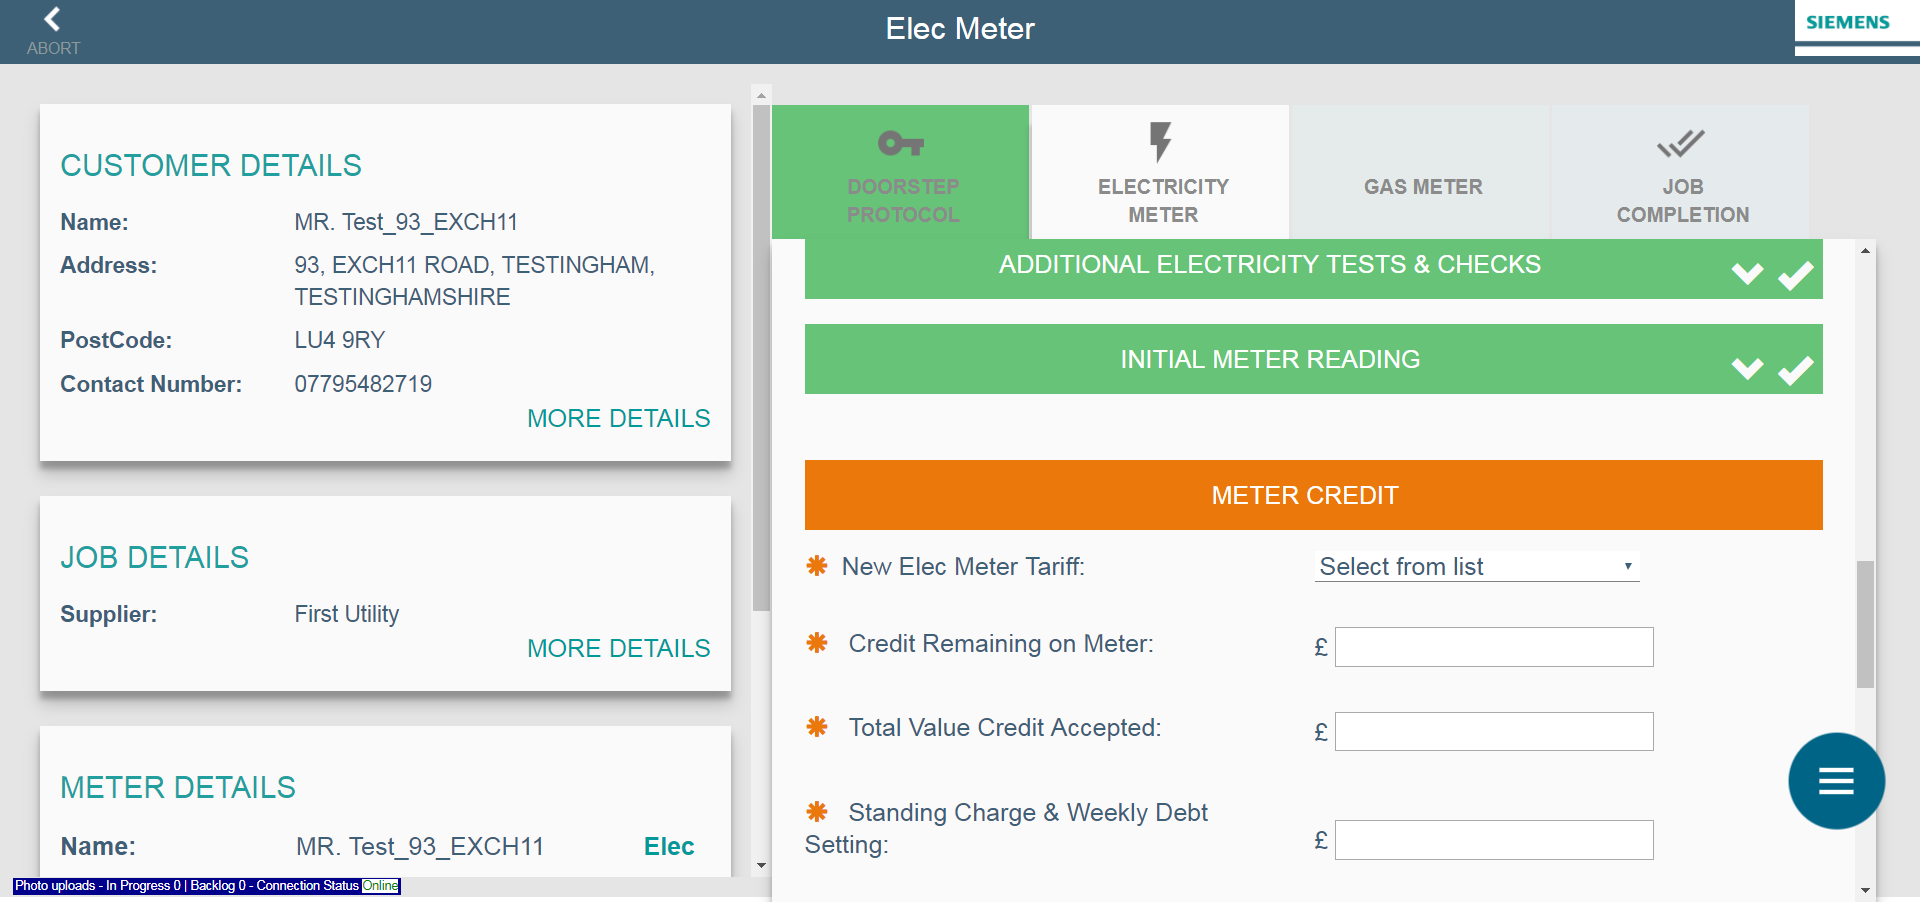 ABORT
Elec Meter
SIEMENS
CUSTOMER DETAILS
Name: MR. Test_93_EXCH11
Address: 93, EXCH11 ROAD, TESTINGHAM,
TESTINGHAMSHIRE
PostCode: LU4 9RY
Contact Number: 07795482719
MORE DETAILS
JOB DETAILS
Supplier: First Utility
MORE DETAILS
METER DETAILS
Name: MR. Test_93_EXCH11 Elec
Photo uploads - In Progress 0 | Backlog 0 - Connection Status Online
DOORSTEP
PROTOCOL
ELECTRICITY
METER
GAS METER
JOB
COMPLETION
ADDITIONAL ELECTRICITY TESTS & CHECKS
INITIAL METER READING
METER CREDIT
✱ New Elec Meter Tariff: Select from list
✱ Credit Remaining on Meter: £
✱ Total Value Credit Accepted: £
✱ Standing Charge & Weekly Debt
Setting: £